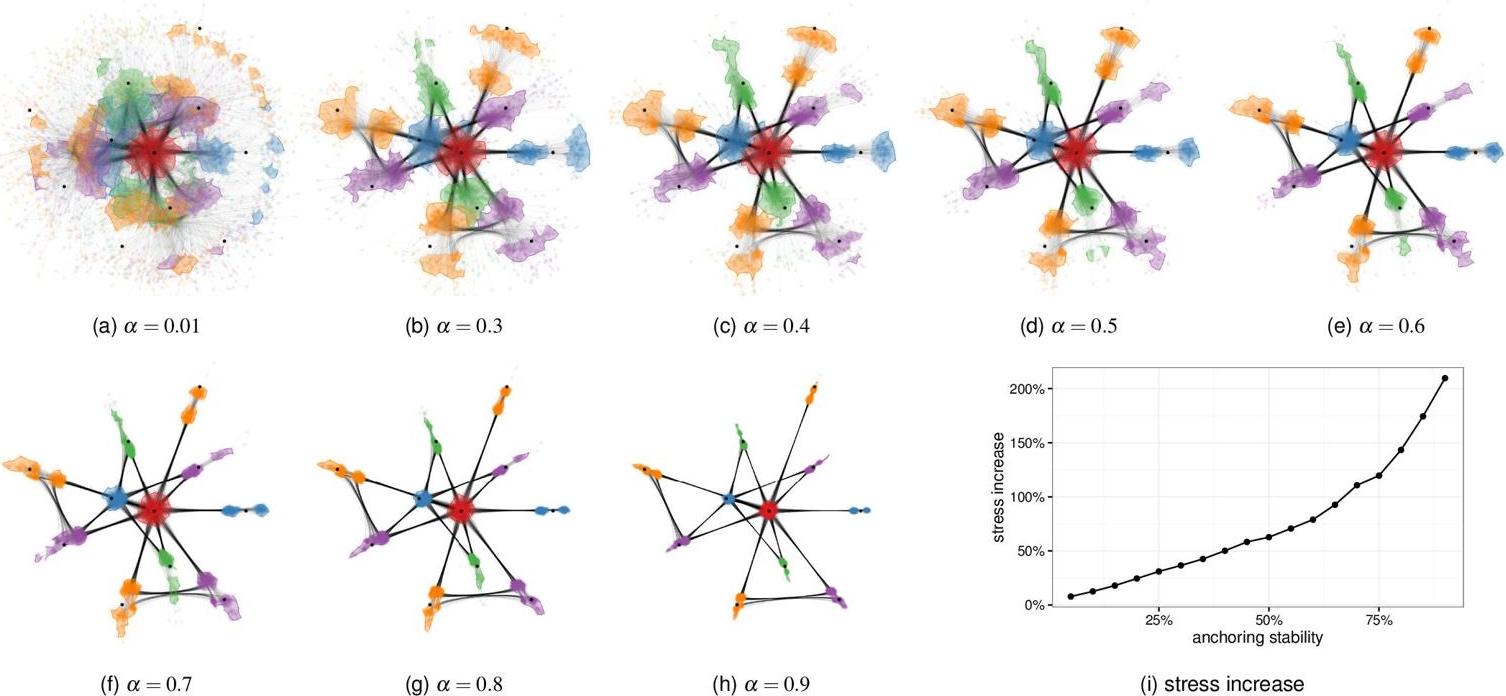 (a) α = 0.01
(b) α = 0.3
(c) α = 0.4
(d) α = 0.5
(e) α = 0.6
200%
150%
100%
50%
0%
stress increase
25%
50%
75%
anchoring stability
(f) α = 0.7
(g) α = 0.8
(h) α = 0.9
(i) stress increase